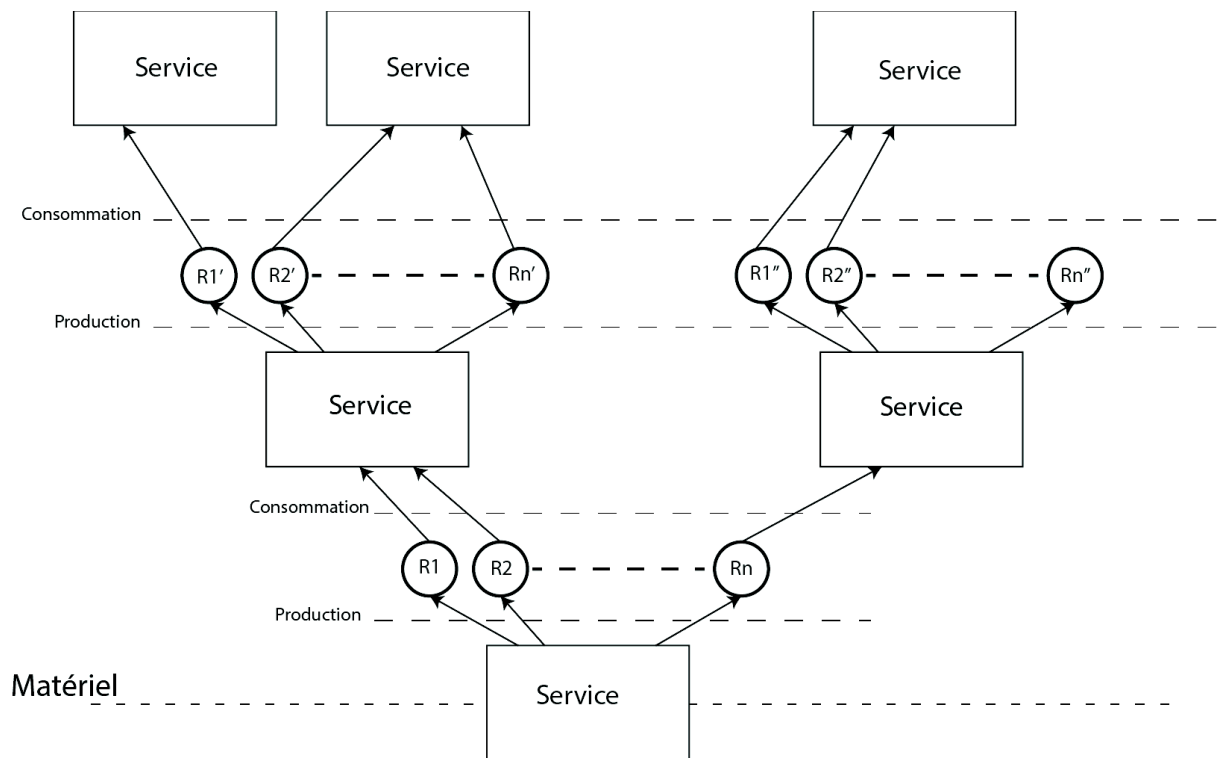 Service
Service
Service
Consommation
R1'
R2'
Rn'
R1"
R2"
Rn"
Production
Service
Service
Consommation
R1
R2
Rn
Production
Matériel
Service